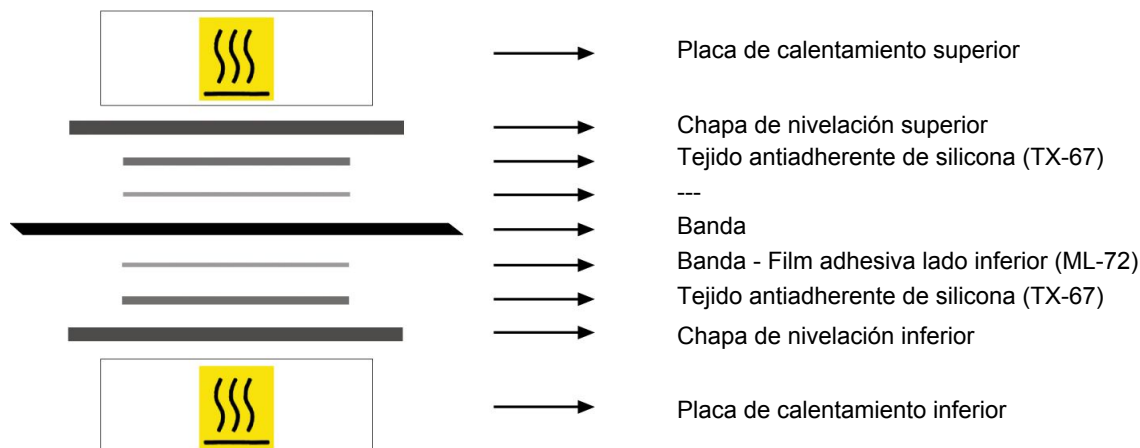 Placa de calentamiento superior
Chapa de nivelación superior
Tejido antiadherente de silicona (TX-67)
---
Banda
Banda - Film adhesiva lado inferior (ML-72)
Tejido antiadherente de silicona (TX-67)
Chapa de nivelación inferior
Placa de calentamiento inferior